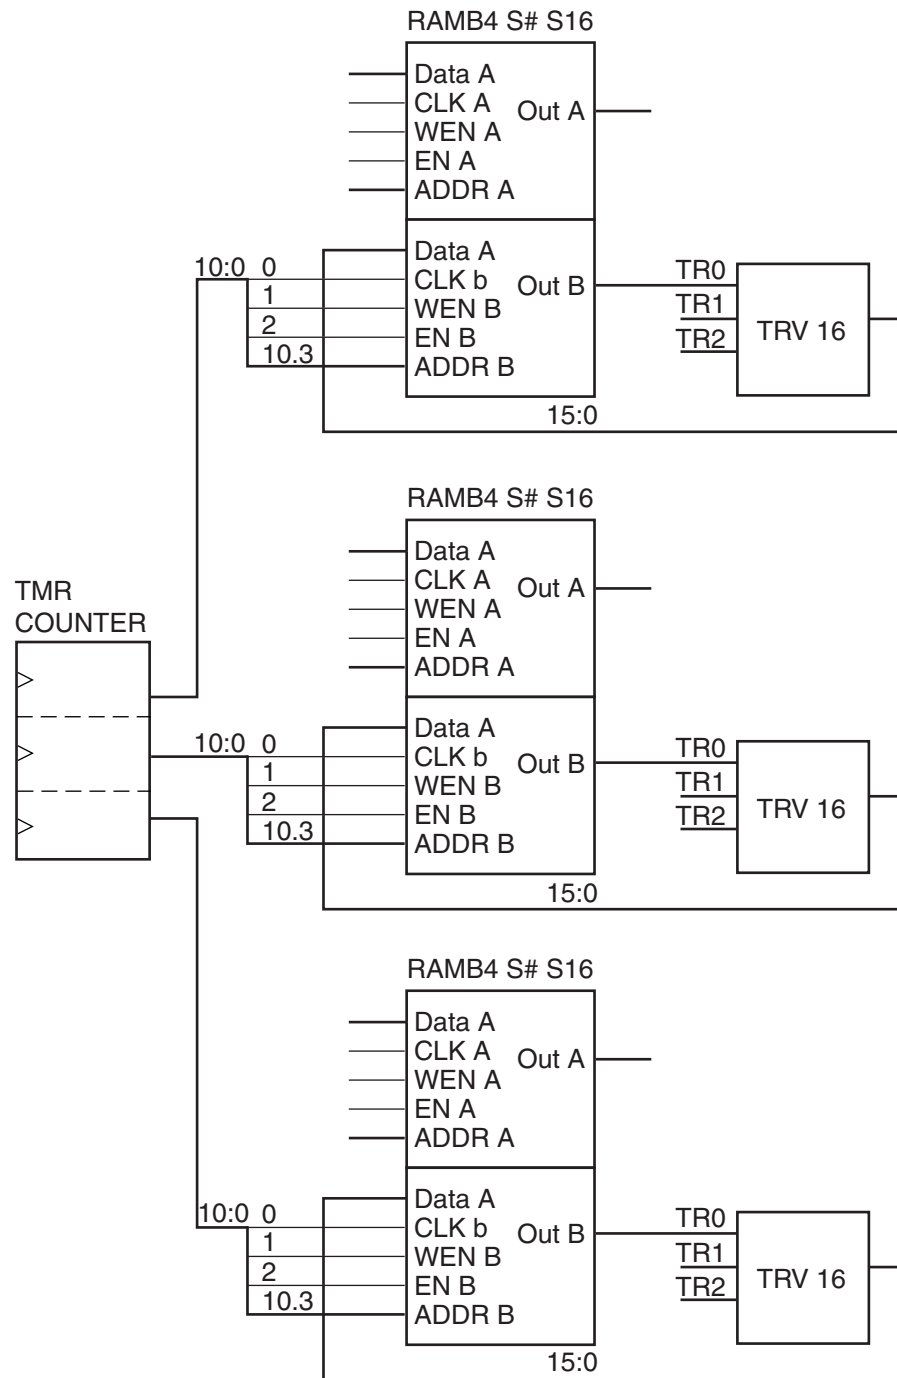 RAMB4 S# S16
Data A
CLK A
WEN A
EN A
ADDR A
Out A
10:0 0
1
2
10.3
Data A
CLK b
WEN B
EN B
ADDR B
Out B
15:0
TR0
TR1
TR2
TRV 16
RAMB4 S# S16
Data A
CLK A
WEN A
EN A
ADDR A
Out A
TMR
COUNTER
10:0 0
1
2
10.3
Data A
CLK b
WEN B
EN B
ADDR B
Out B
15:0
TR0
TR1
TR2
TRV 16
RAMB4 S# S16
Data A
CLK A
WEN A
EN A
ADDR A
Out A
10:0 0
1
2
10.3
Data A
CLK b
WEN B
EN B
ADDR B
Out B
15:0
TR0
TR1
TR2
TRV 16